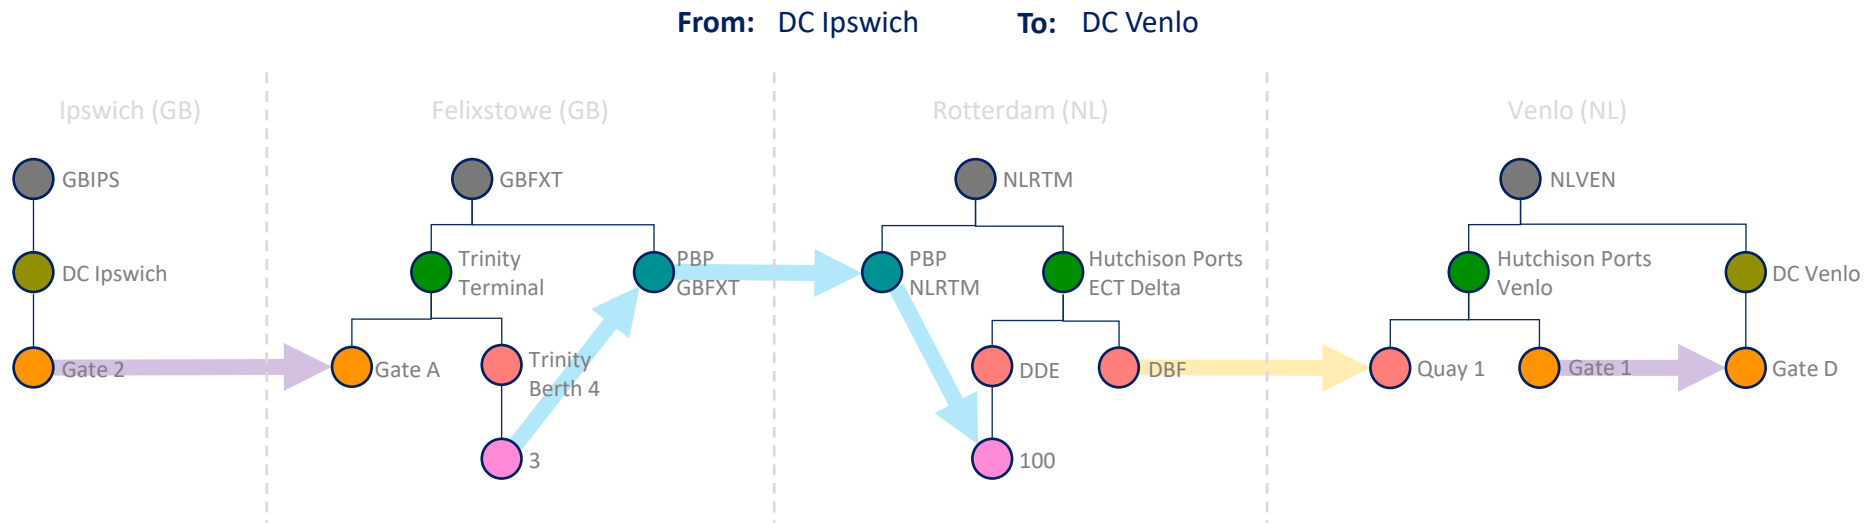 From: DC Ipswich To: DC Venlo
Ipswich (GB)
Felixstowe (GB)
Rotterdam (NL)
Venlo (NL)
GBIPS
GBFXT
NLRTM
NLVEN
DC Ipswich
Trinity
Terminal
PBP
GBFXT
PBP
NLRTM
Hutchison Ports
ECT Delta
Hutchison Ports
Venlo
DC Venlo
Gate 2
Gate A
Trinity
Berth 4
DDE
DBF
Quay 1
Gate 1
Gate D
3
100